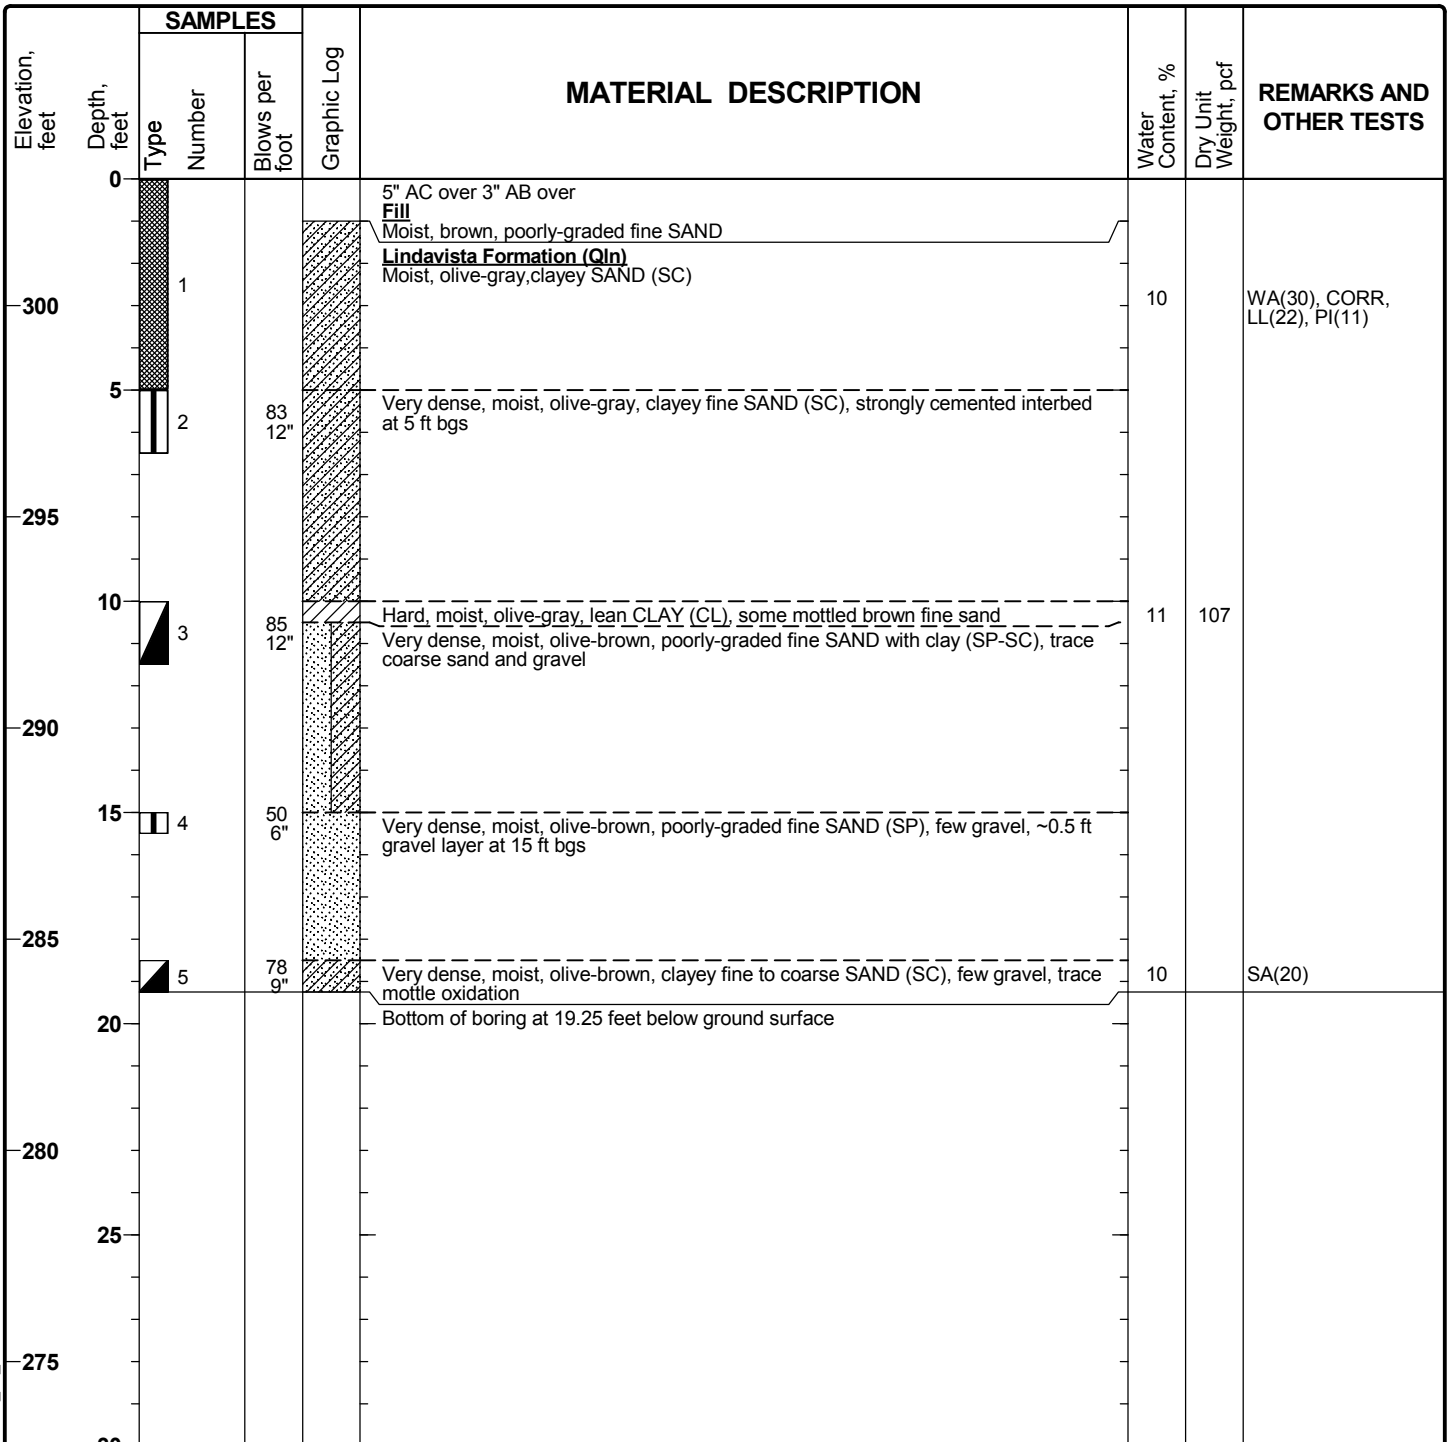 SAMPLES
Elevation,
feet
Depth,
feet
Type
Number
Blows per
foot
Graphic Log
MATERIAL DESCRIPTION
Water
Content, %
Dry Unit
Weight, pcf
REMARKS AND
OTHER TESTS
0
5" AC over 3" AB over
Fill
Moist, brown, poorly-graded fine SAND
Lindavista Formation (Qln)
Moist, olive-gray,clayey SAND (SC)
1
300
10
WA(30), CORR,
LL(22), PI(11)
5
2
83
12"
Very dense, moist, olive-gray, clayey fine SAND (SC), strongly cemented interbed
at 5 ft bgs
295
10
3
85
12"
Hard, moist, olive-gray, lean CLAY (CL), some mottled brown fine sand
11
107
Very dense, moist, olive-brown, poorly-graded fine SAND with clay (SP-SC), trace
coarse sand and gravel
290
15
4
50
6"
Very dense, moist, olive-brown, poorly-graded fine SAND (SP), few gravel, ~0.5 ft
gravel layer at 15 ft bgs
285
5
78
9"
Very dense, moist, olive-brown, clayey fine to coarse SAND (SC), few gravel, trace
mottle oxidation
10
SA(20)
20
Bottom of boring at 19.25 feet below ground surface
280
25
275